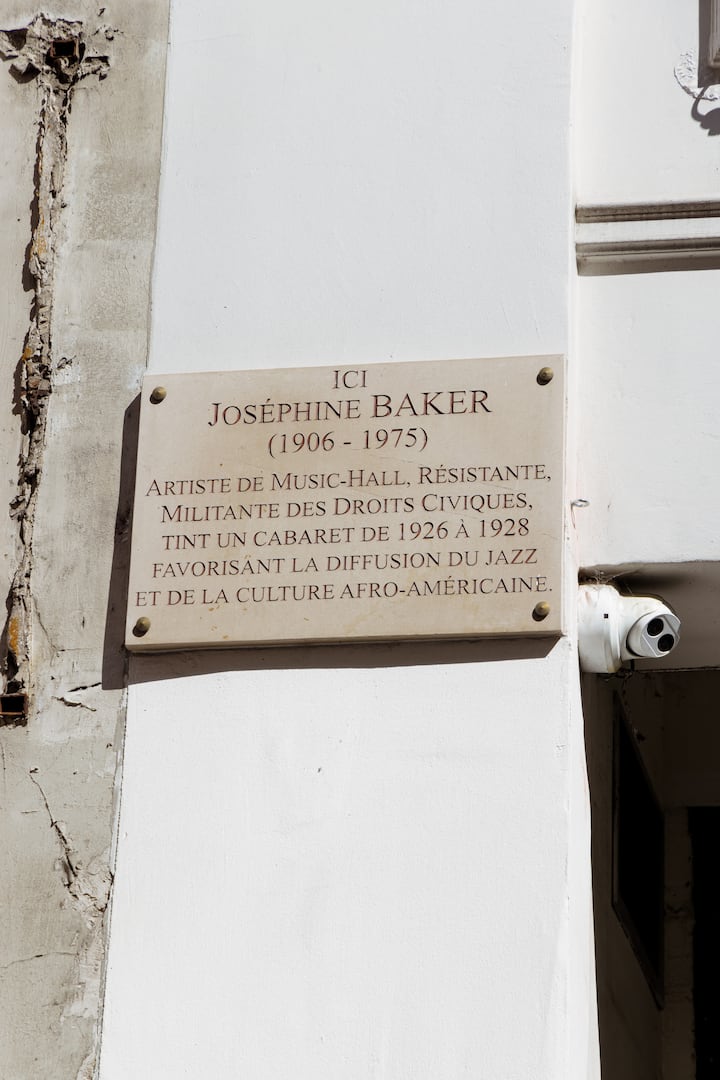 ICI
JOSÉPHINE BAKER
(1906 - 1975)
ARTISTE DE MUSIC-HALL, RÉSISTANTE,
MILITANTE DES DROITS CIVIQUES,
TINT UN CABARET DE 1926 À 1928
FAVORISANT LA DIFFUSION DU JAZZ
ET DE LA CULTURE AFRO-AMÉRICAINE.